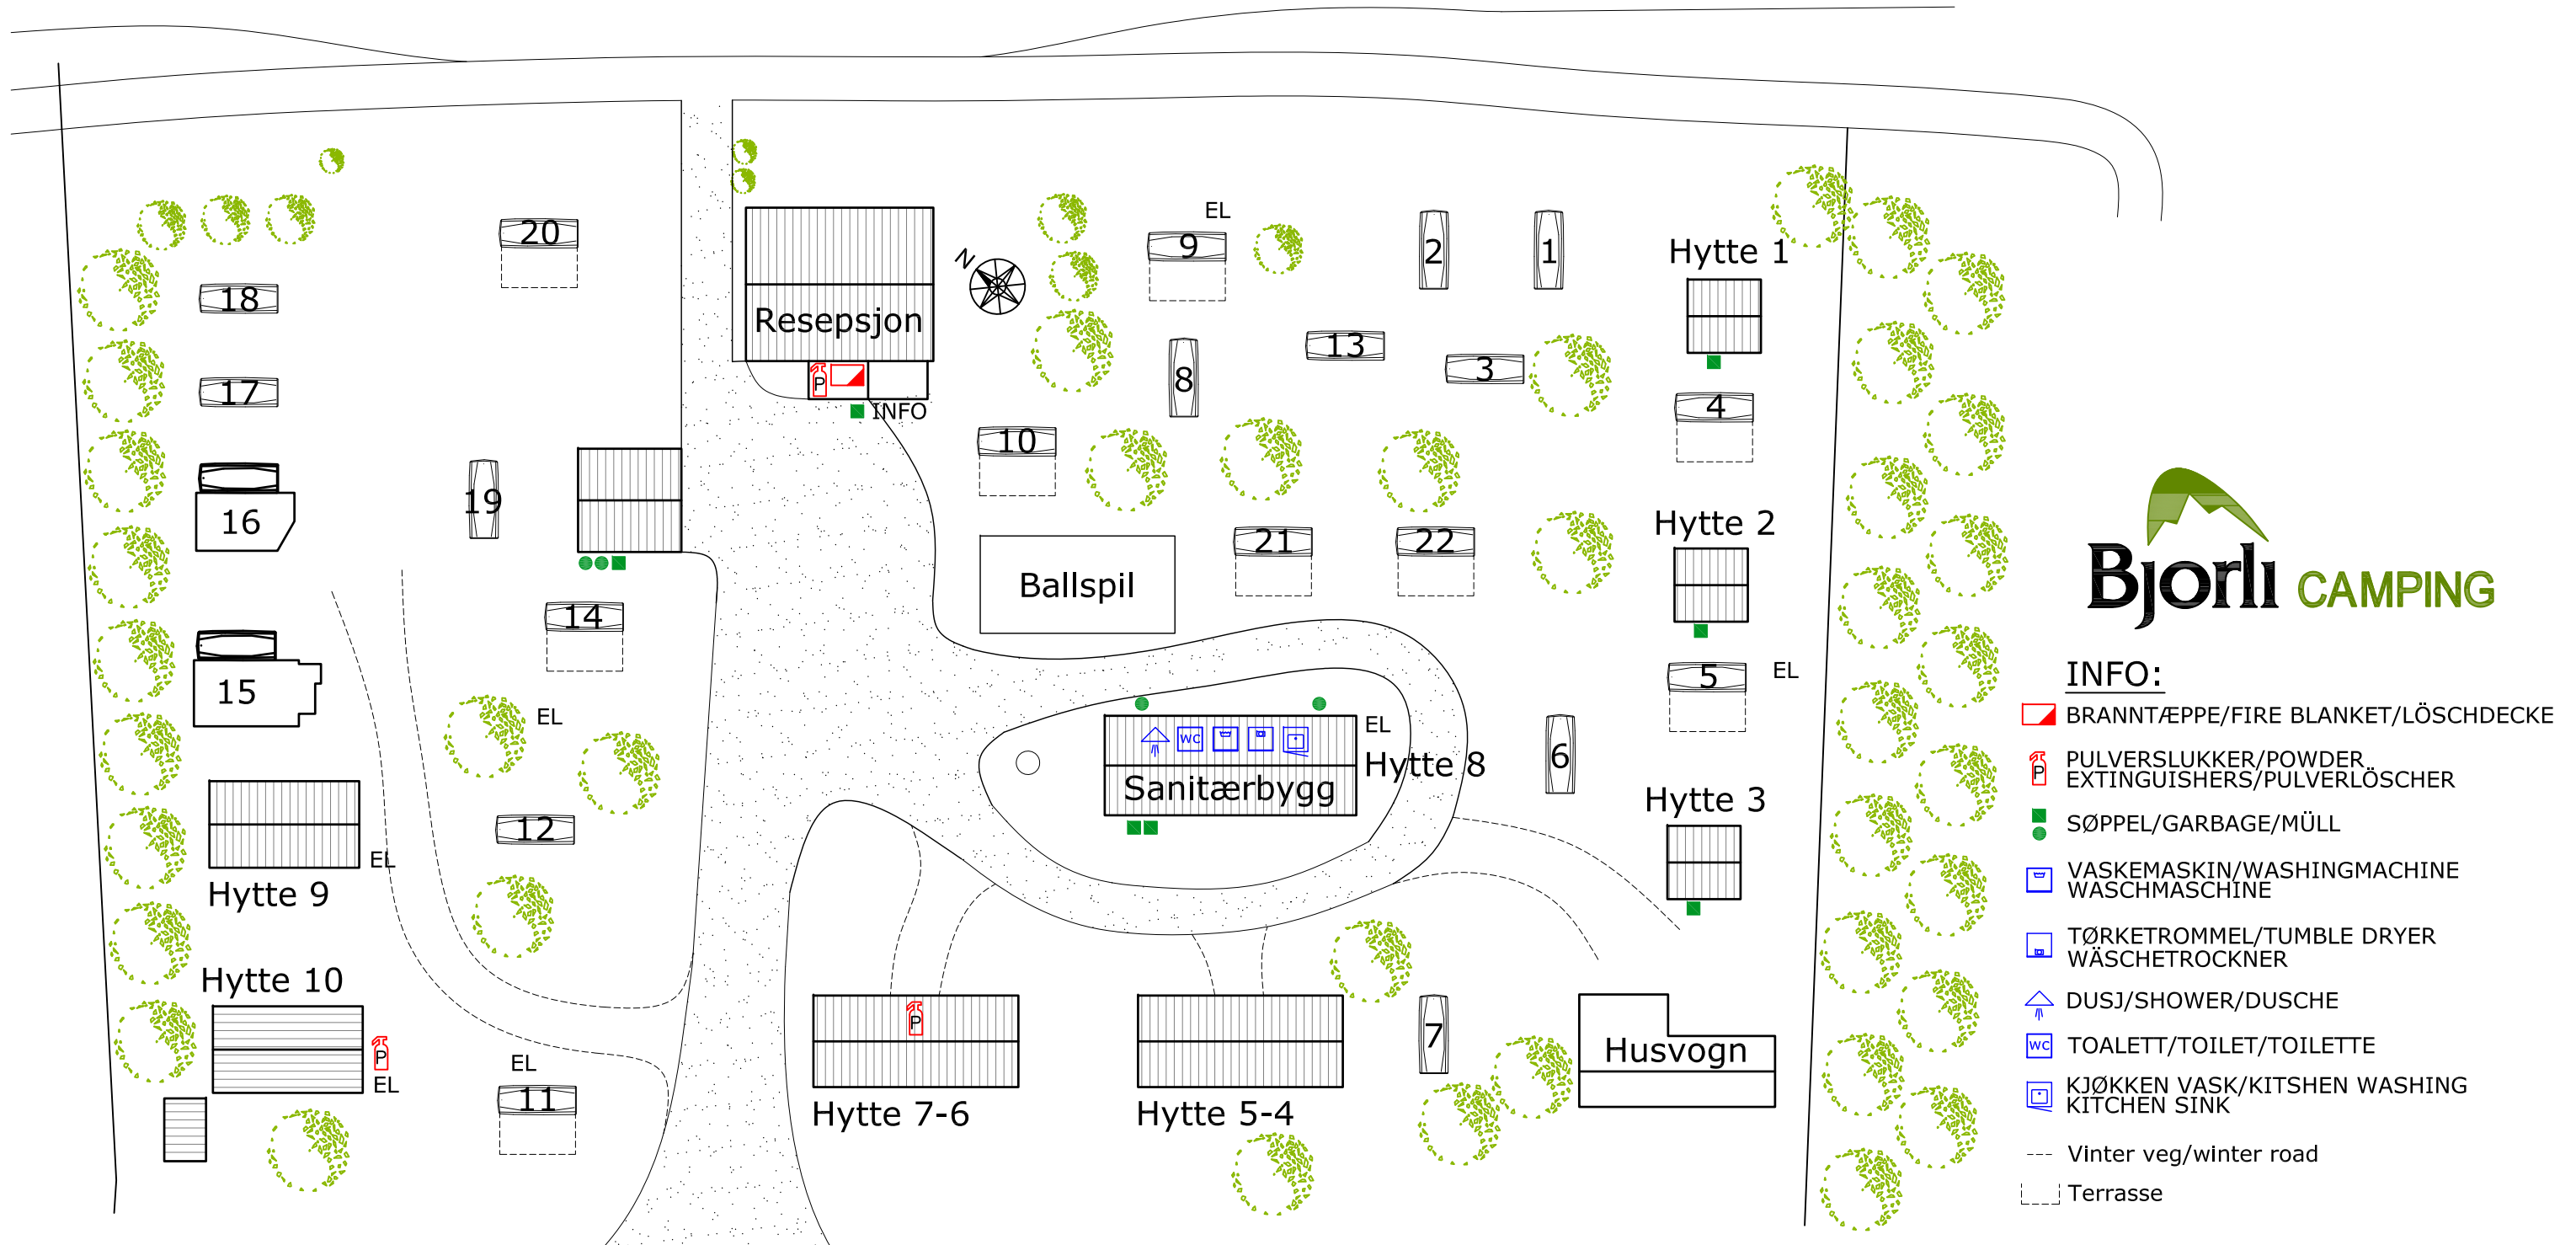 20
EL
9
2
1
Hytte 1
N
18
Resepsjon
13
3
8
17
P
INFO
4
10
16
19
Hytte 2
21
22
Ballspil
14
15
5
EL
EL
EL
WC
Hytte 8
6
Sanitærbygg
Hytte 3
12
EL
Hytte 9
Hytte 10
P
P
EL
EL
11
7
Husvogn
Hytte 7-6
Hytte 5-4
Bjorli CAMPING
INFO:
BRANNTÆPPE/FIRE BLANKET/LÖSCHDECKE
P
PULVERSLUKKER/POWDER
EXTINGUISHERS/PULVERLÖSCHER
SØPPEL/GARBAGE/MÜLL
VASKEMASKIN/WASHINGMACHINE
WASCHMASCHINE
TØRKETROMMEL/TUMBLE DRYER
WÄSCHETROCKNER
DUSJ/SHOWER/DUSCHE
WC
TOALETT/TOILET/TOILETTE
KJØKKEN VASK/KITSHEN WASHING
KITCHEN SINK
Vinter veg/winter road
Terrasse